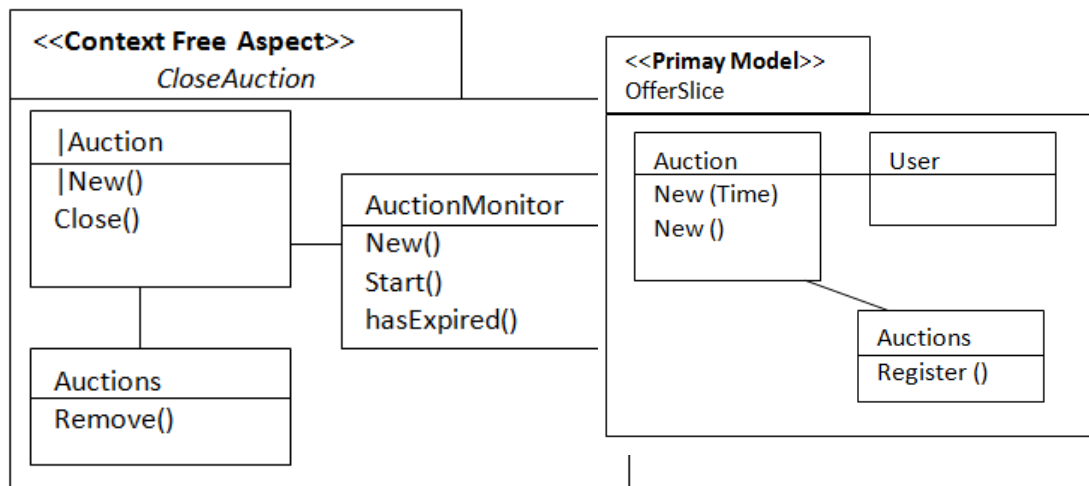 <<Context Free Aspect>>
CloseAuction
|Auction
|New()
Close()
AuctionMonitor
New()
Start()
hasExpired()
Auctions
Remove()
<<Primay Model>>
OfferSlice
Auction
New (Time)
New ()
User
Auctions
Register ()